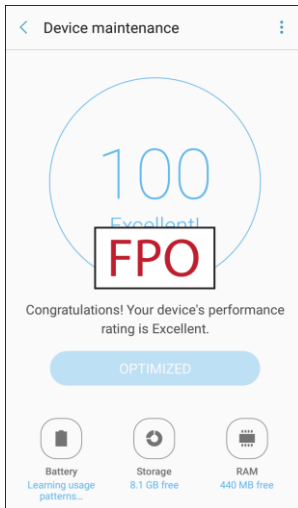 Device maintenance
100
Excellent!
FPO
Congratulations! Your device's performance
rating is Excellent.
OPTIMIZED
Battery
Learning usage
patterns...
Storage
8.1 GB free
RAM
440 MB free